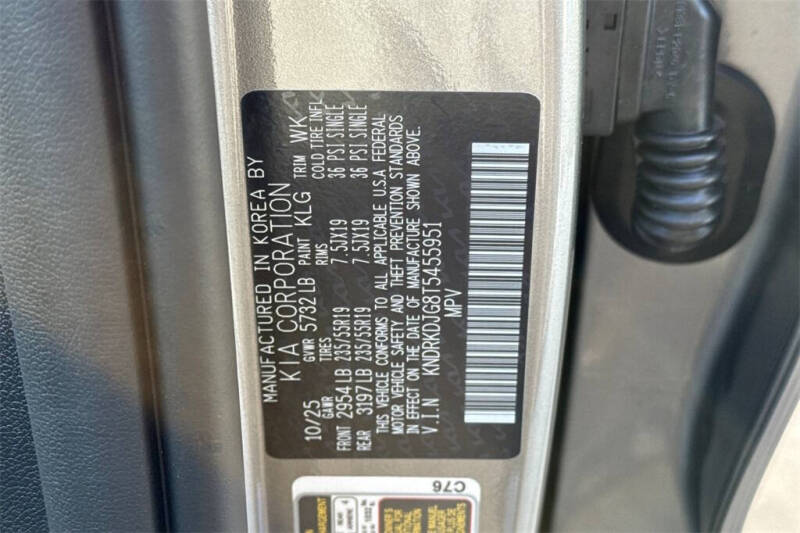 MANUFACTURED IN KOREA BY
KIA CORPORATION
10/25 GVWR 5732 LB PAINT KLG TRIM WK
GAWR TIRES RIMS COLD TIRE INFL
FRONT 2954 LB 235/55R19 7.5JX19 36 PSI SINGLE
REAR 3197 LB 235/55R19 7.5JX19 36 PSI SINGLE
THIS VEHICLE CONFORMS TO ALL APPLICABLE U.S.A FEDERAL
MOTOR VEHICLE SAFETY AND THEFT PREVENTION STANDARDS
IN EFFECT ON THE DATE OF MANUFACTURE SHOWN ABOVE.
V.I.N KNDRKDJG8T5455951
MPV
C76